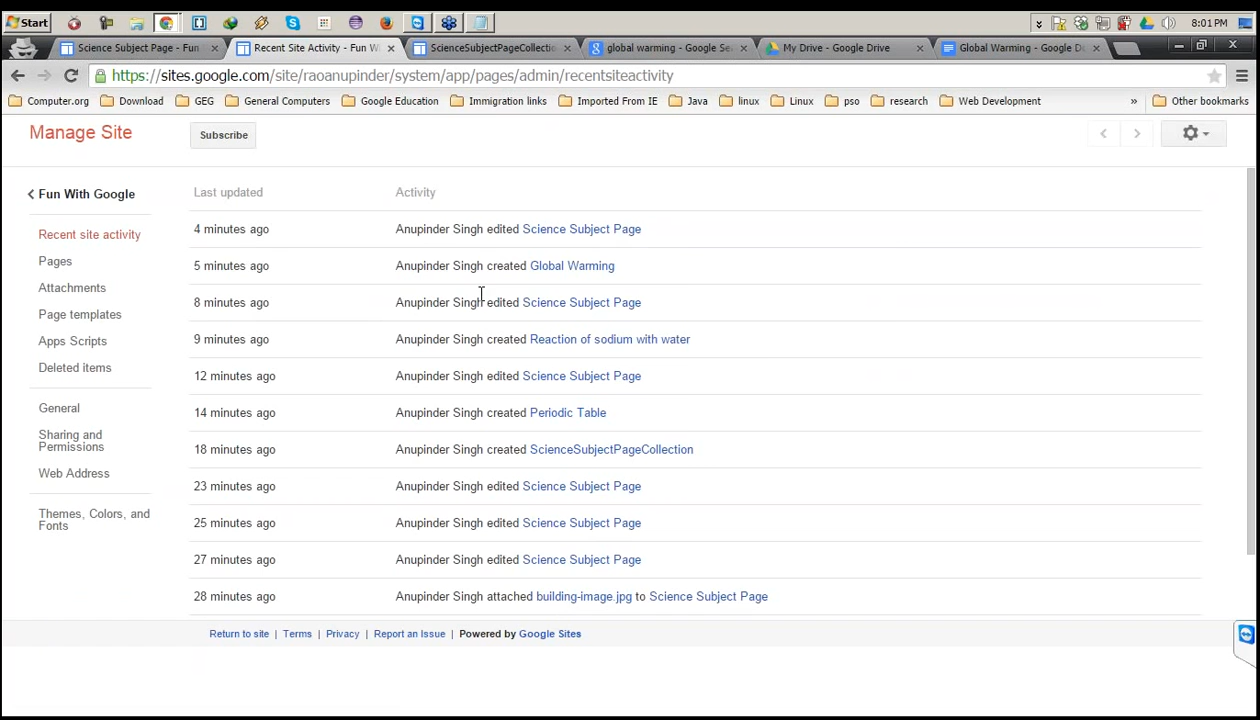 Start
8:01 PM
Science Subject Page - Fun
Recent Site Activity - Fun W
ScienceSubjectPageCollectio
global warming - Google Se
My Drive - Google Drive
Global Warming - Google D
https://sites.google.com/site/raoanupinder/system/app/pages/admin/recentsiteactivity
Computer.org Download GEG General Computers Google Education Immigration links Imported From IE Java linux Linux pso research Web Development » Other bookmarks
Manage Site
Subscribe
Fun With Google
Recent site activity
Pages
Attachments
Page templates
Apps Scripts
Deleted items
General
Sharing and
Permissions
Web Address
Themes, Colors, and
Fonts
Last updated Activity
4 minutes ago Anupinder Singh edited Science Subject Page
5 minutes ago Anupinder Singh created Global Warming
8 minutes ago Anupinder Singh edited Science Subject Page
9 minutes ago Anupinder Singh created Reaction of sodium with water
12 minutes ago Anupinder Singh edited Science Subject Page
14 minutes ago Anupinder Singh created Periodic Table
18 minutes ago Anupinder Singh created ScienceSubjectPageCollection
23 minutes ago Anupinder Singh edited Science Subject Page
25 minutes ago Anupinder Singh edited Science Subject Page
27 minutes ago Anupinder Singh edited Science Subject Page
28 minutes ago Anupinder Singh attached building-image.jpg to Science Subject Page
Return to site | Terms | Privacy | Report an Issue | Powered by Google Sites